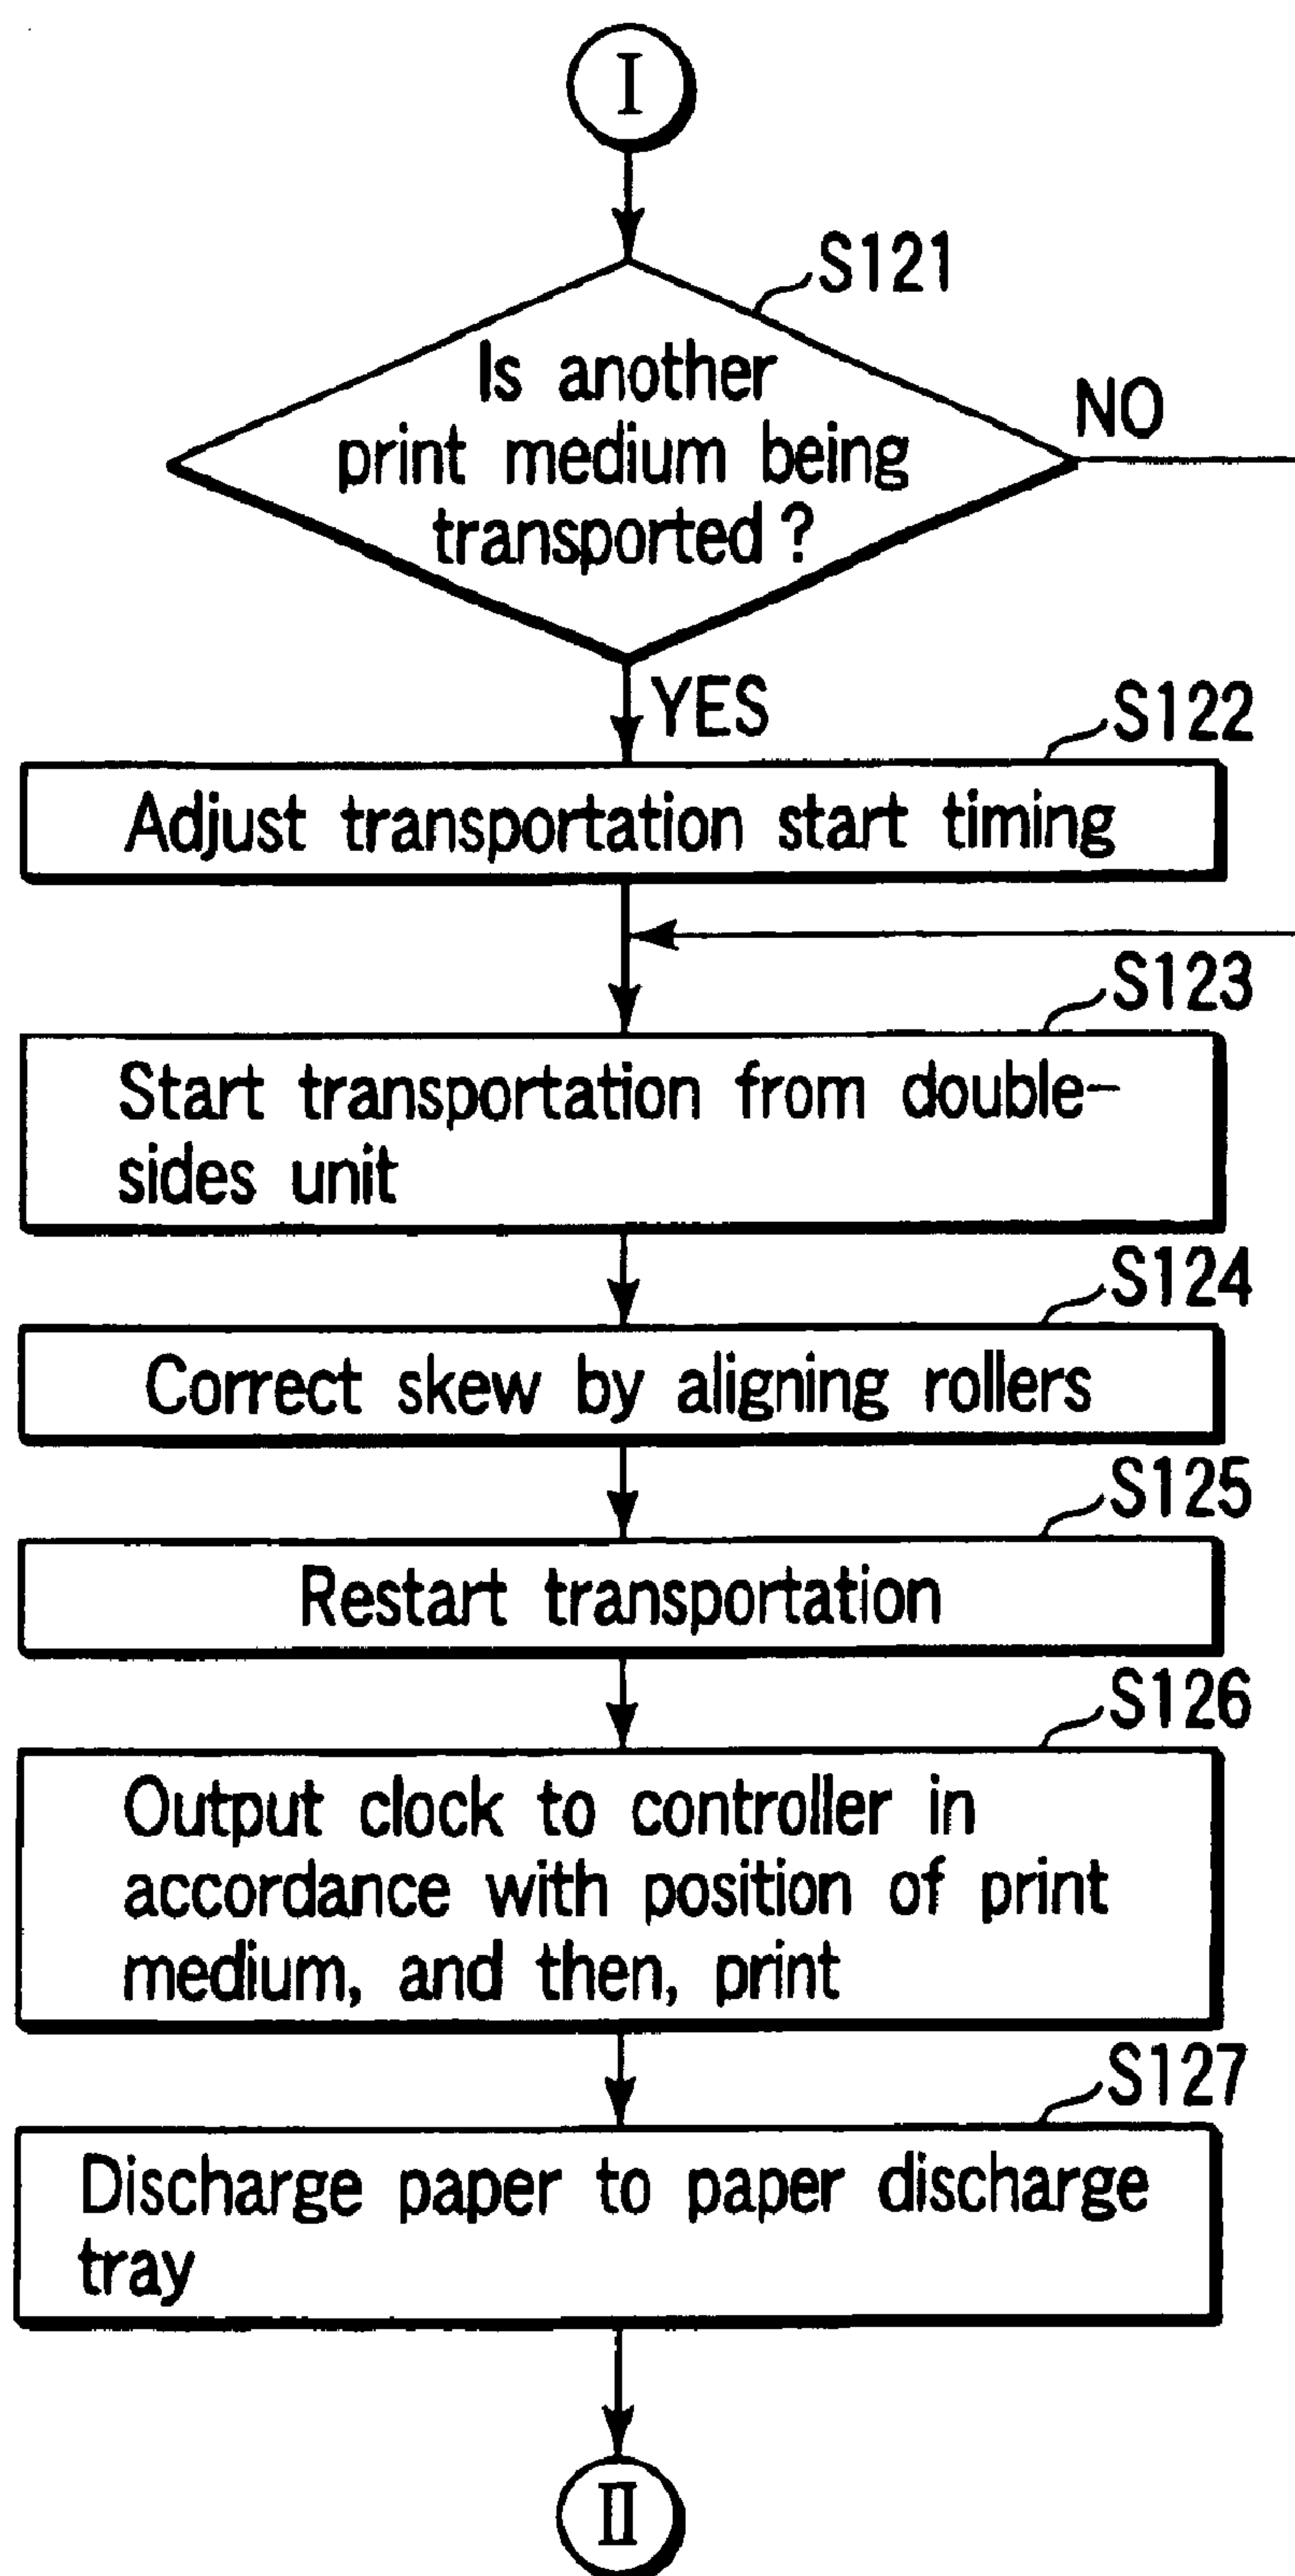 I
S121
Is another
print medium being
transported ?
NO
YES
S122
Adjust transportation start timing
S123
Start transportation from double-
sides unit
S124
Correct skew by aligning rollers
S125
Restart transportation
S126
Output clock to controller in
accordance with position of print
medium, and then, print
S127
Discharge paper to paper discharge
tray
II